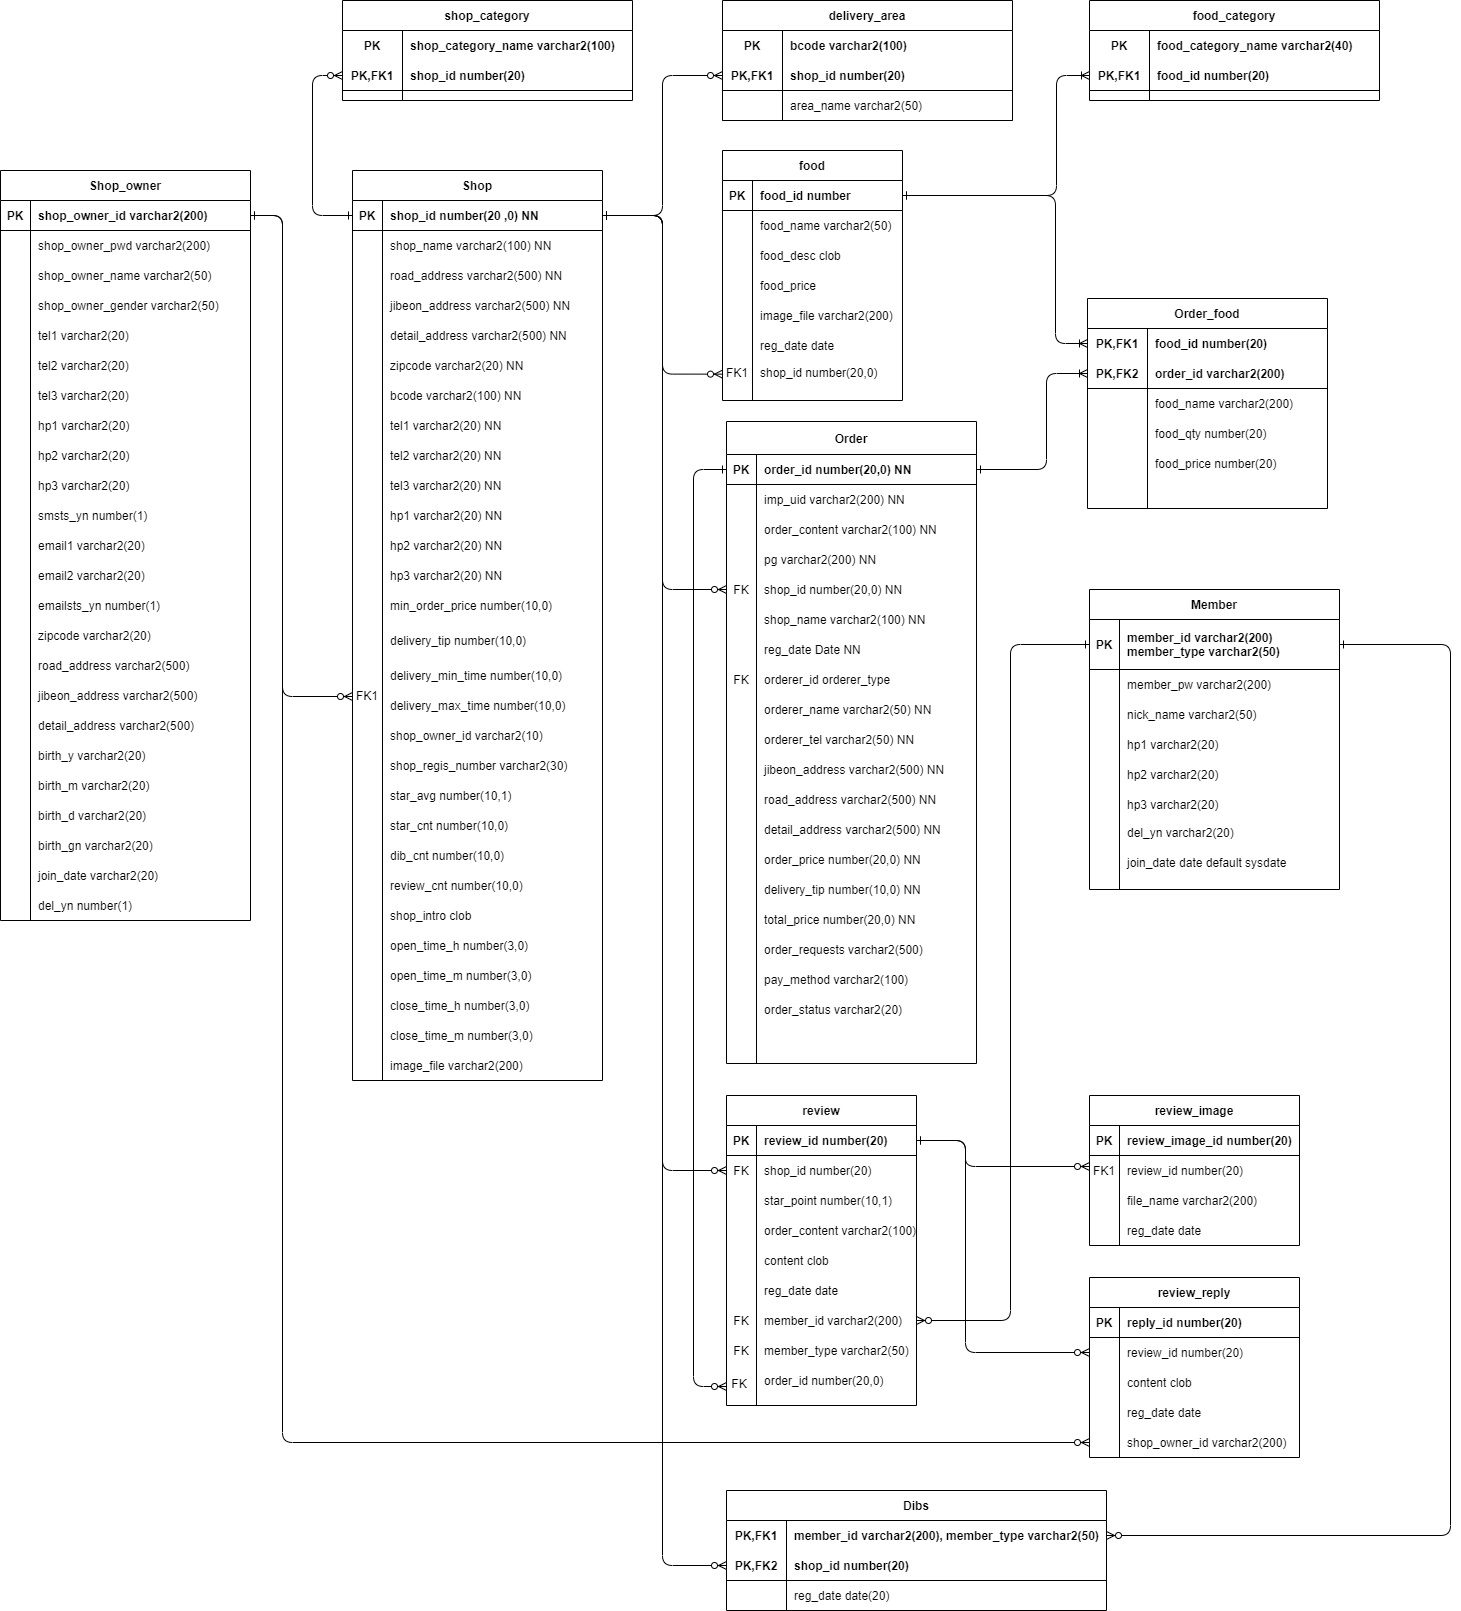 shop_category
PK shop_category_name varchar2(100)
PK,FK1 shop_id number(20)
delivery_area
PK bcode varchar2(100)
PK,FK1 shop_id number(20)
area_name varchar2(50)
food_category
PK food_category_name varchar2(40)
PK,FK1 food_id number(20)
Shop_owner
PK shop_owner_id varchar2(200)
shop_owner_pwd varchar2(200)
shop_owner_name varchar2(50)
shop_owner_gender varchar2(50)
tel1 varchar2(20)
tel2 varchar2(20)
tel3 varchar2(20)
hp1 varchar2(20)
hp2 varchar2(20)
hp3 varchar2(20)
smsts_yn number(1)
email1 varchar2(20)
email2 varchar2(20)
emailsts_yn number(1)
zipcode varchar2(20)
road_address varchar2(500)
jibeon_address varchar2(500)
detail_address varchar2(500)
birth_y varchar2(20)
birth_m varchar2(20)
birth_d varchar2(20)
birth_gn varchar2(20)
join_date varchar2(20)
del_yn number(1)
Shop
PK shop_id number(20 ,0) NN
shop_name varchar2(100) NN
road_address varchar2(500) NN
jibeon_address varchar2(500) NN
detail_address varchar2(500) NN
zipcode varchar2(20) NN
bcode varchar2(100) NN
tel1 varchar2(20) NN
tel2 varchar2(20) NN
tel3 varchar2(20) NN
hp1 varchar2(20) NN
hp2 varchar2(20) NN
hp3 varchar2(20) NN
min_order_price number(10,0)
delivery_tip number(10,0)
delivery_min_time number(10,0)
FK1
delivery_max_time number(10,0)
shop_owner_id varchar2(10)
shop_regis_number varchar2(30)
star_avg number(10,1)
star_cnt number(10,0)
dib_cnt number(10,0)
review_cnt number(10,0)
shop_intro clob
open_time_h number(3,0)
open_time_m number(3,0)
close_time_h number(3,0)
close_time_m number(3,0)
image_file varchar2(200)
food
PK food_id number
food_name varchar2(50)
food_desc clob
food_price
image_file varchar2(200)
reg_date date
FK1 shop_id number(20,0)
Order_food
PK,FK1 food_id number(20)
PK,FK2 order_id varchar2(200)
food_name varchar2(200)
food_qty number(20)
food_price number(20)
Order
PK order_id number(20,0) NN
imp_uid varchar2(200) NN
order_content varchar2(100) NN
pg varchar2(200) NN
FK shop_id number(20,0) NN
shop_name varchar2(100) NN
reg_date Date NN
FK orderer_id orderer_type
orderer_name varchar2(50) NN
orderer_tel varchar2(50) NN
jibeon_address varchar2(500) NN
road_address varchar2(500) NN
detail_address varchar2(500) NN
order_price number(20,0) NN
delivery_tip number(10,0) NN
total_price number(20,0) NN
order_requests varchar2(500)
pay_method varchar2(100)
order_status varchar2(20)
Member
PK member_id varchar2(200)
member_type varchar2(50)
member_pw varchar2(200)
nick_name varchar2(50)
hp1 varchar2(20)
hp2 varchar2(20)
hp3 varchar2(20)
del_yn varchar2(20)
join_date date default sysdate
review
PK review_id number(20)
FK shop_id number(20)
star_point number(10,1)
order_content varchar2(100)
content clob
reg_date date
FK member_id varchar2(200)
FK member_type varchar2(50)
FK order_id number(20,0)
review_image
PK review_image_id number(20)
FK1 review_id number(20)
file_name varchar2(200)
reg_date date
review_reply
PK reply_id number(20)
review_id number(20)
content clob
reg_date date
shop_owner_id varchar2(200)
Dibs
PK,FK1 member_id varchar2(200), member_type varchar2(50)
PK,FK2 shop_id number(20)
reg_date date(20)